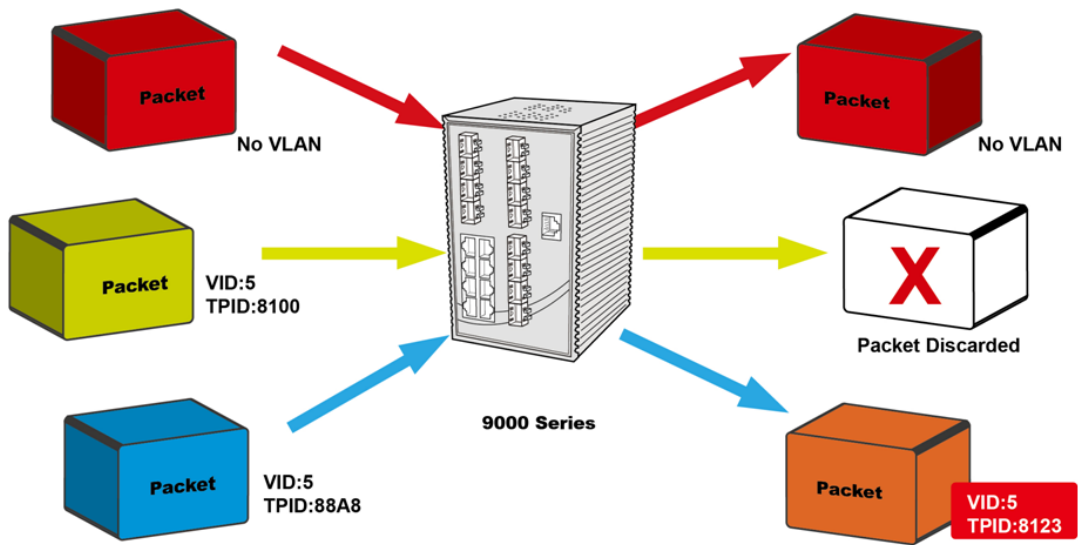 Packet
No VLAN
Packet
No VLAN
Packet
VID:5
TPID:8100
X
Packet Discarded
9000 Series
Packet
VID:5
TPID:88A8
Packet
VID:5
TPID:8123